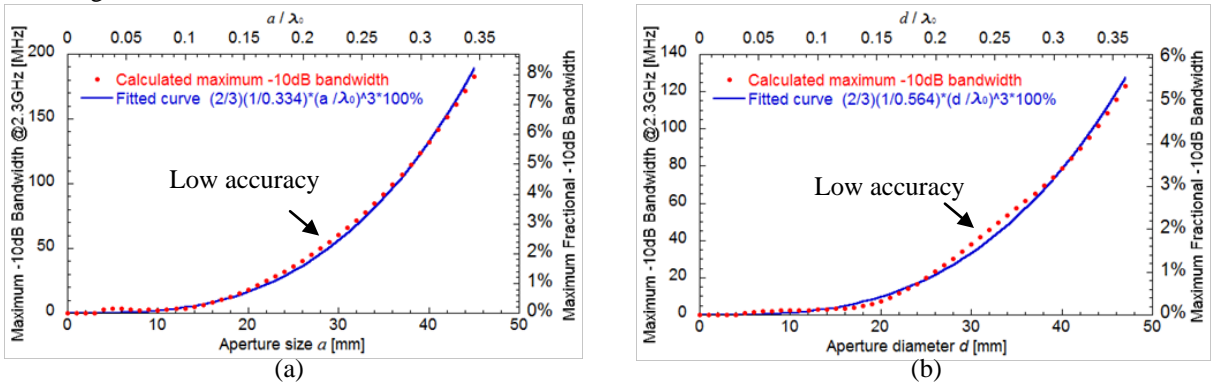 a / λ₀
0 0.05 0.1 0.15 0.2 0.25 0.3 0.35
Maximum -10dB Bandwidth @2.3GHz [MHz]
200
150
100
50
0
Calculated maximum -10dB bandwidth
Fitted curve (2/3)(1/0.334)*(a /λ₀)^3*100%
Low accuracy
8%
7%
6%
5%
4%
3%
2%
1%
0%
Maximum Fractional -10dB Bandwidth
0 10 20 30 40 50
Aperture size a [mm]
(a)
d / λ₀
0 0.05 0.1 0.15 0.2 0.25 0.3 0.35
Maximum -10dB Bandwidth @2.3GHz [MHz]
140
120
100
80
60
40
20
0
Calculated maximum -10dB bandwidth
Fitted curve (2/3)(1/0.564)*(d /λ₀)^3*100%
Low accuracy
6%
5%
4%
3%
2%
1%
0%
Maximum Fractional -10dB Bandwidth
0 10 20 30 40 50
Aperture diameter d [mm]
(b)